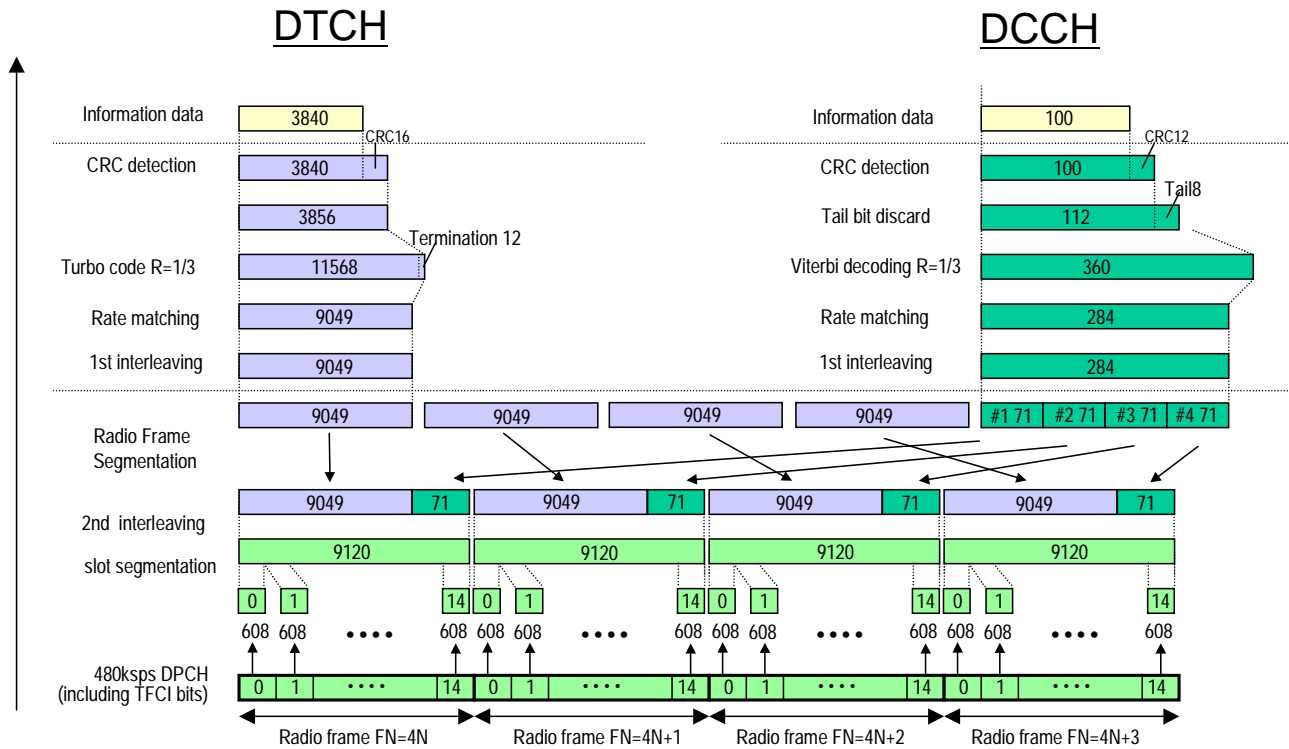 DTCH DCCH
Information data 3840 Information data 100
CRC16 CRC12
CRC detection 3840 CRC detection 100
Tail8
3856 Tail bit discard 112
Termination 12
Turbo code R=1/3 11568 Viterbi decoding R=1/3 360
Rate matching 9049 Rate matching 284
1st interleaving 9049 1st interleaving 284
9049 9049 9049 9049 #1 71 #2 71 #3 71 #4 71
Radio Frame
Segmentation
9049 71 9049 71 9049 71 9049 71
2nd interleaving
9120 9120 9120 9120
slot segmentation
0 1 14 0 1 14 0 1 14 0 1 14
608 608 •••• 608 608 608 •••• 608 608 608 •••• 608 608 608 •••• 608
480ksps DPCH
(including TFCI bits)
0 1 •••• 14 0 1 •••• 14 0 1 •••• 14 0 1 •••• 14
Radio frame FN=4N Radio frame FN=4N+1 Radio frame FN=4N+2 Radio frame FN=4N+3